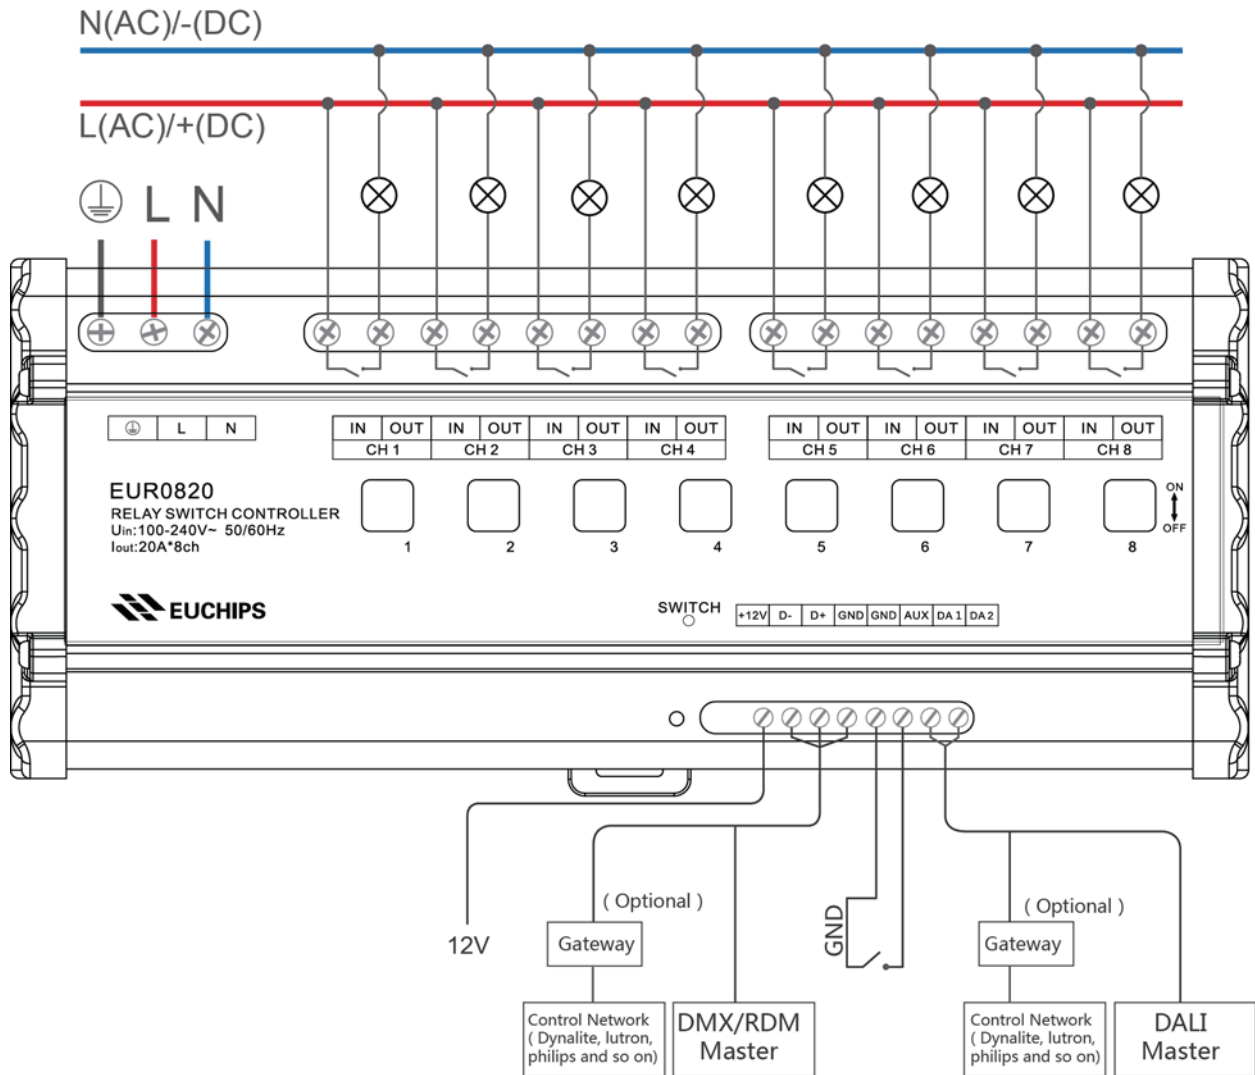 N(AC)/-(DC)
L(AC)/+(DC)
L N
L N
IN OUT IN OUT IN OUT IN OUT IN OUT IN OUT IN OUT IN OUT
CH 1 CH 2 CH 3 CH 4 CH 5 CH 6 CH 7 CH 8
EUR0820
RELAY SWITCH CONTROLLER
Uin:100-240V~ 50/60Hz
Iout:20A*8ch
ON
OFF
1 2 3 4 5 6 7 8
EUCHIPS
SWITCH
+12V D- D+ GND GND AUX DA1 DA2
12V
( Optional )
Gateway
Control Network
( Dynalite, lutron,
philips and so on)
DMX/RDM
Master
GND
( Optional )
Gateway
Control Network
( Dynalite, lutron,
philips and so on)
DALI
Master